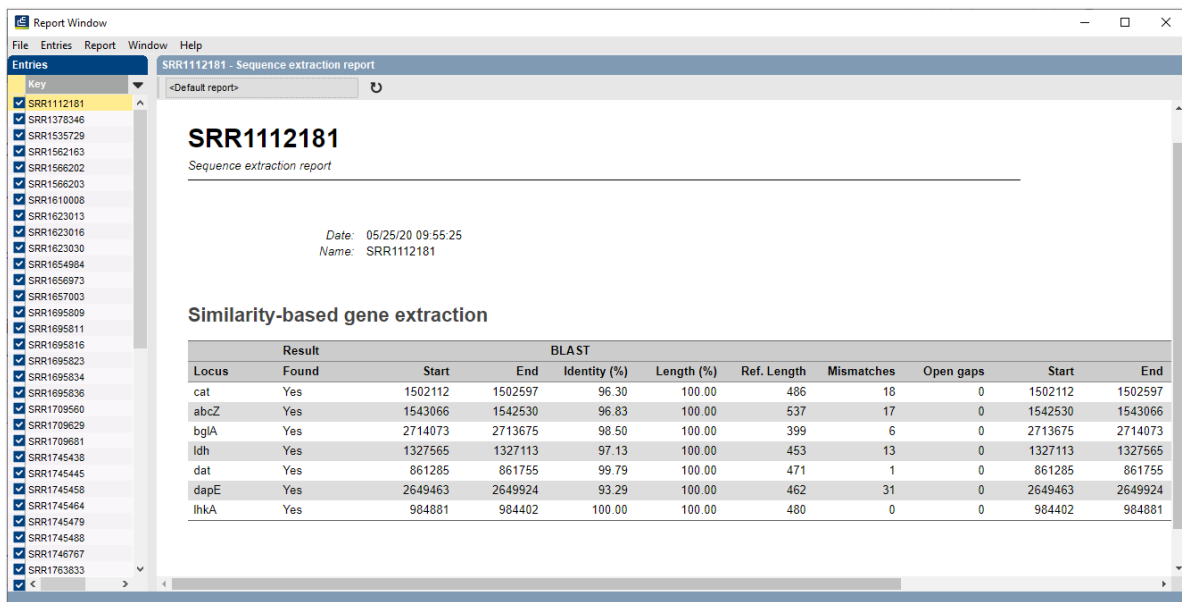 Report Window
File Entries Report Window Help
Entries
Key
SRR1112181
SRR1378346
SRR1535729
SRR1562163
SRR1566202
SRR1566203
SRR1610008
SRR1623013
SRR1623016
SRR1623030
SRR1654984
SRR1656973
SRR1657003
SRR1695809
SRR1695811
SRR1695816
SRR1695823
SRR1695834
SRR1695836
SRR1709560
SRR1709629
SRR1709681
SRR1745438
SRR1745445
SRR1745458
SRR1745464
SRR1745479
SRR1745488
SRR1746767
SRR1763833
SRR1112181 - Sequence extraction report
<Default report>
SRR1112181
Sequence extraction report
Date: 05/25/20 09:55:25
Name: SRR1112181
Similarity-based gene extraction
Result BLAST
Locus Found Start End Identity (%) Length (%) Ref. Length Mismatches Open gaps Start End
cat Yes 1502112 1502597 96.30 100.00 486 18 0 1502112 1502597
abcZ Yes 1543066 1542530 96.83 100.00 537 17 0 1542530 1543066
bglA Yes 2714073 2713675 98.50 100.00 399 6 0 2713675 2714073
ldh Yes 1327565 1327113 97.13 100.00 453 13 0 1327113 1327565
dat Yes 861285 861755 99.79 100.00 471 1 0 861285 861755
dapE Yes 2649463 2649924 93.29 100.00 462 31 0 2649463 2649924
lhkA Yes 984881 984402 100.00 100.00 480 0 0 984402 984881